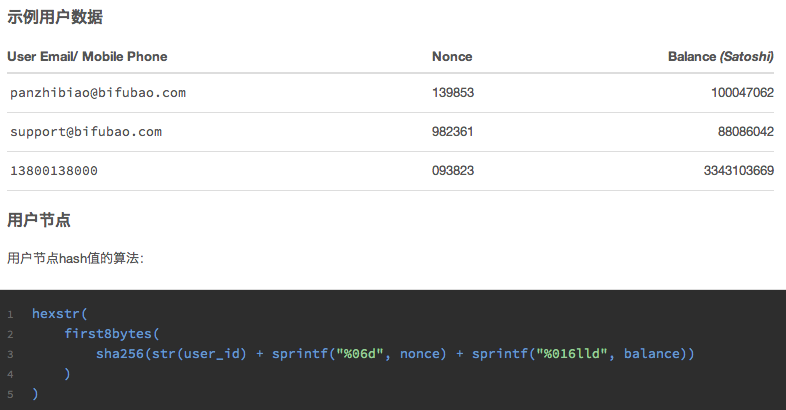 示例用户数据
User Email/ Mobile Phone Nonce Balance (Satoshi)
panzhibiao@bifubao.com 139853 100047062
support@bifubao.com 982361 88086042
13800138000 093823 3343103669
用户节点
用户节点hash值的算法：
1 hexstr(
2 first8bytes(
3 sha256(str(user_id) + sprintf("%06d", nonce) + sprintf("%016lld", balance))
4 )
5 )